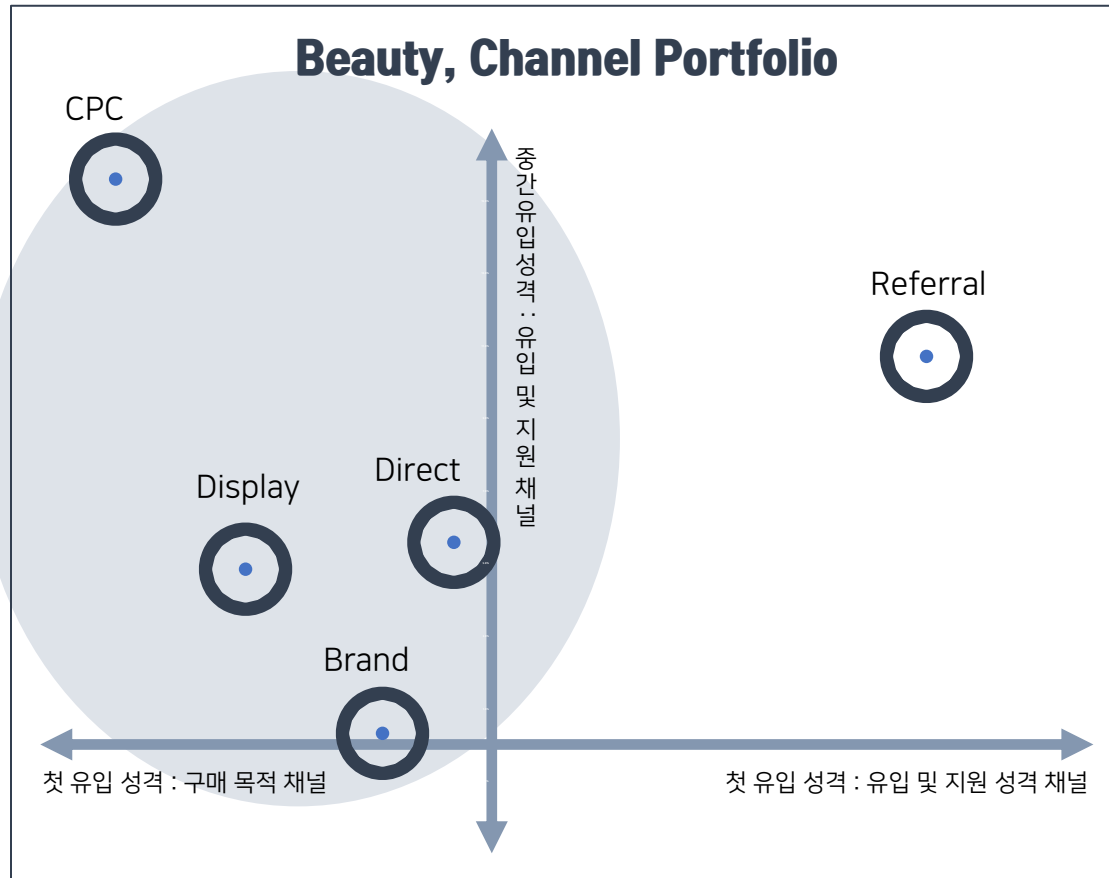 Beauty, Channel Portfolio
CPC
중간유입성격 : 유입 및 지원 채널
Referral
Direct
Display
Brand
첫 유입 성격 : 구매 목적 채널
첫 유입 성격 : 유입 및 지원 성격 채널